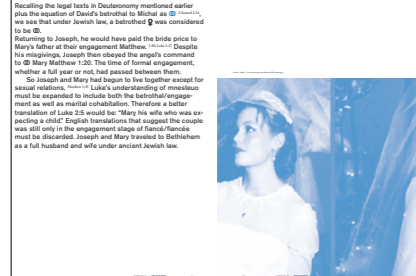 Recalling the legal texts in Deuteronomy mentioned earlier
plus the equation of David's betrothal to Michal as
we see that under Jewish law, a betrothed was considered
to be
Returning to Joseph, he would have paid the bride price to
Mary's father at their engagement Matthew. Despite
his misgivings, Joseph then obeyed the angel's command
to Mary Matthew 1:20. The time of formal engagement,
whether a full year or not, had passed between them.
So Joseph and Mary had begun to live together except for
sexual relations. Luke's understanding of mnesteuo
must be expanded to include both the betrothal/engage-
ment as well as marital cohabitation. Therefore a better
translation of Luke 2:5 would be: "Mary his wife who was ex-
pecting a child." English translations that suggest the couple
was still only in the engagement stage of fiancé/fiancée
must be discarded. Joseph and Mary traveled to Bethlehem
as a full husband and wife under ancient Jewish law.